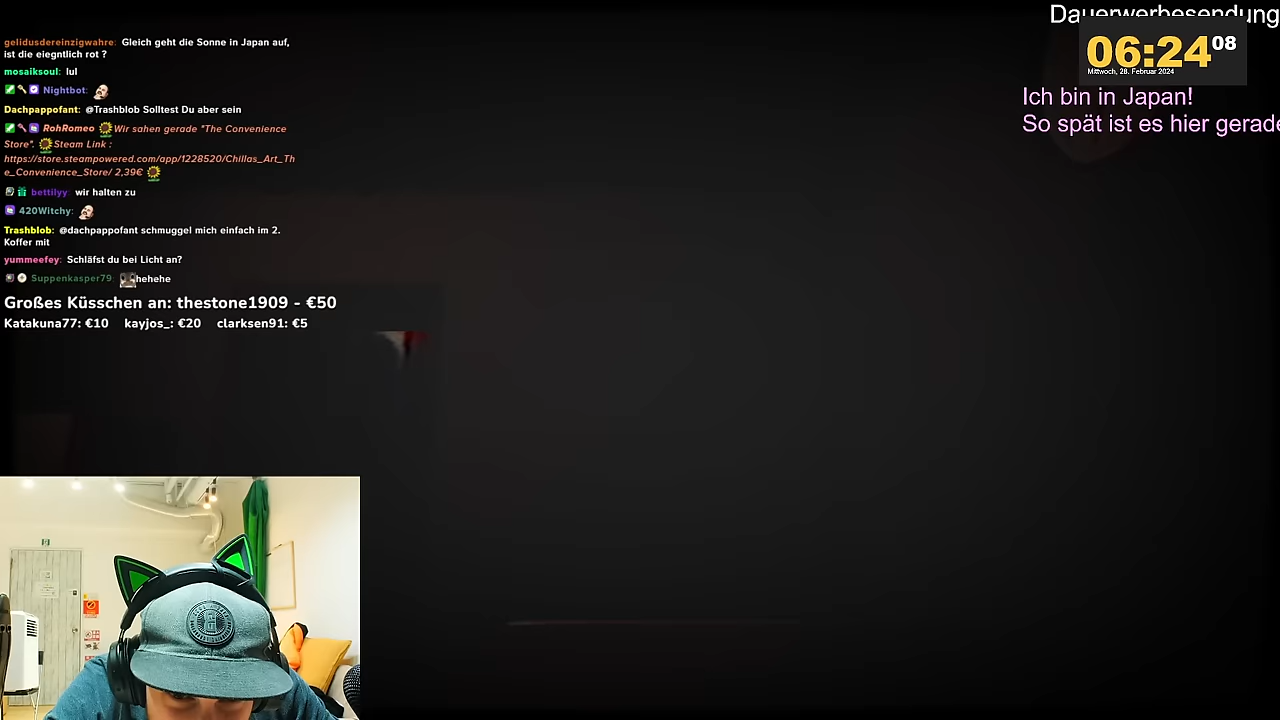 Dauerwerbesendung
06:24 08
Mittwoch, 28. Februar 2024
Ich bin in Japan!
So spät ist es hier gerade
gelidusdereinzigwahre: Gleich geht die Sonne in Japan auf,
ist die eiegntlich rot ?
mosaiksoul: lul
Nightbot:
Dachpappofant: @Trashblob Solltest Du aber sein
RohRomeo Wir sahen gerade "The Convenience
Store". Steam Link :
https://store.steampowered.com/app/1228520/Chillas_Art_Th
e_Convenience_Store/ 2,39€
bettilyy: wir halten zu
420Witchy:
Trashblob: @dachpappofant schmuggel mich einfach im 2.
Koffer mit
yummeefey: Schläfst du bei Licht an?
Suppenkasper79: hehehe
Großes Küsschen an: thestone1909 - €50
Katakuna77: €10 kayjos_: €20 clarksen91: €5